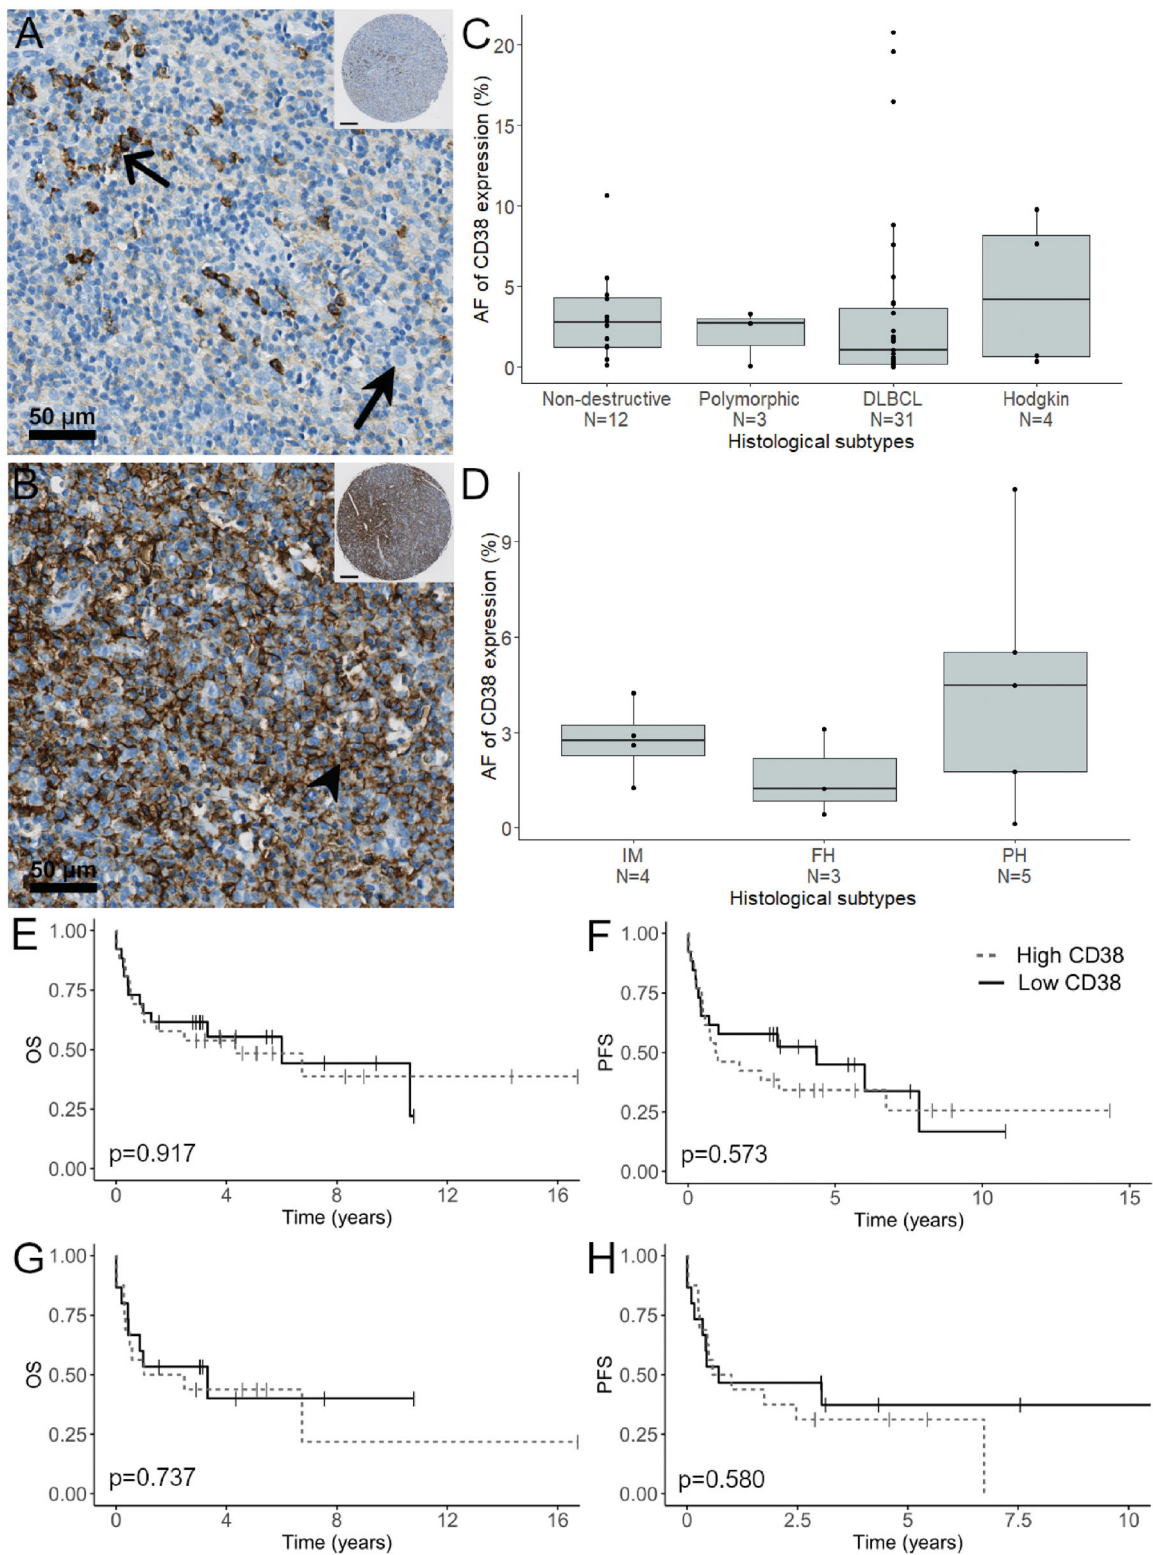 A
50 µm
C
AF of CD38 expression (%)
20
15
10
5
0
Non-destructive Polymorphic DLBCL Hodgkin
N=12 N=3 N=31 N=4
Histological subtypes
B
50 µm
D
AF of CD38 expression (%)
9
6
3
0
IM FH PH
N=4 N=3 N=5
Histological subtypes
E
OS
1.00
0.75
0.50
0.25
0.00
p=0.917
0 4 8 12 16
Time (years)
F
PFS
1.00
0.75
0.50
0.25
0.00
High CD38
Low CD38
p=0.573
0 5 10 15
Time (years)
G
OS
1.00
0.75
0.50
0.25
0.00
p=0.737
0 4 8 12 16
Time (years)
H
PFS
1.00
0.75
0.50
0.25
0.00
p=0.580
0 2.5 5 7.5 10
Time (years)